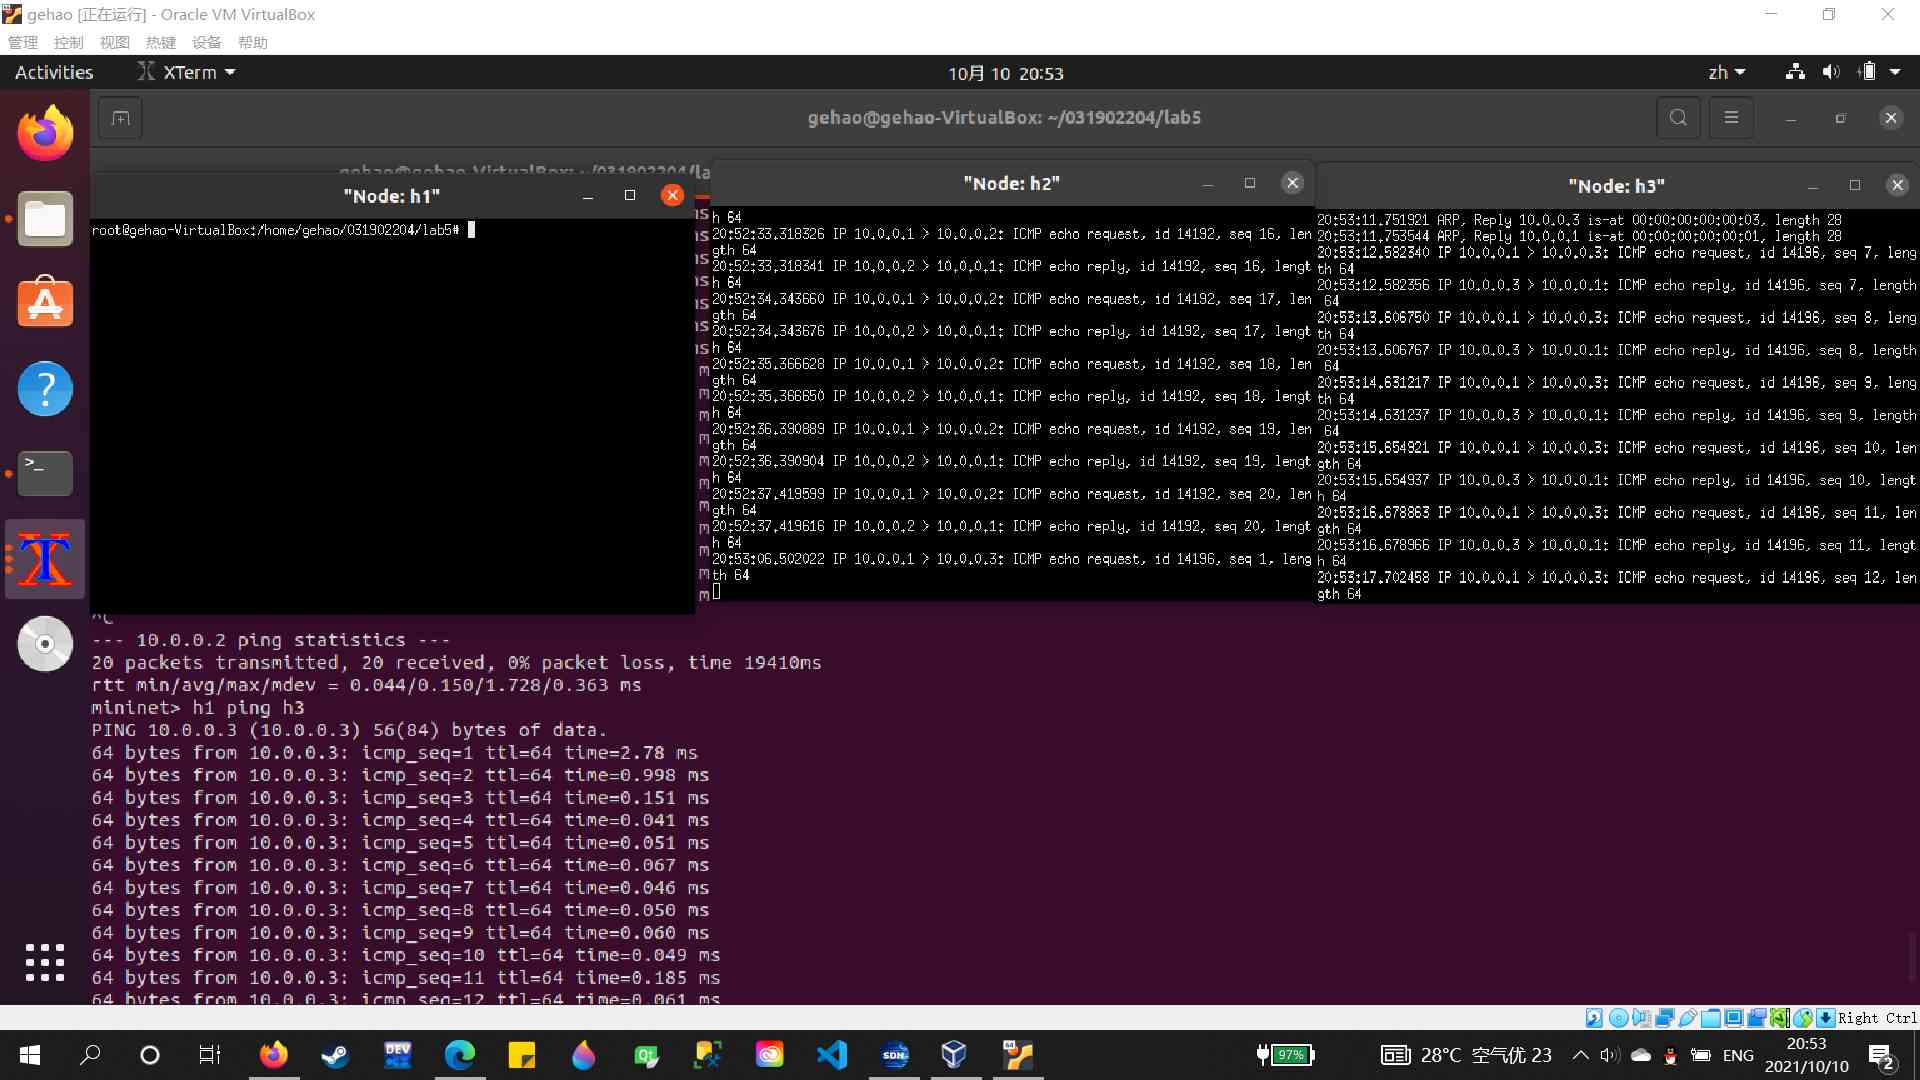 gehao [正在运行] - Oracle VM VirtualBox
管理 控制 视图 热键 设备 帮助
Activities XTerm 10月 10 20:53 zh
gehao@gehao-VirtualBox: ~/031902204/lab5
gehao@gehao-VirtualBox: ~/031902204/la
"Node: h1"
root@gehao-VirtualBox:/home/gehao/031902204/lab5#
"Node: h2"
h 64
20:52:33.318326 IP 10.0.0.1 > 10.0.0.2: ICMP echo request, id 14192, seq 16, len
gth 64
20:52:33.318341 IP 10.0.0.2 > 10.0.0.1: ICMP echo reply, id 14192, seq 16, lengt
h 64
20:52:34.343660 IP 10.0.0.1 > 10.0.0.2: ICMP echo request, id 14192, seq 17, len
gth 64
20:52:34.343676 IP 10.0.0.2 > 10.0.0.1: ICMP echo reply, id 14192, seq 17, lengt
h 64
20:52:35.366628 IP 10.0.0.1 > 10.0.0.2: ICMP echo request, id 14192, seq 18, len
gth 64
20:52:35.366650 IP 10.0.0.2 > 10.0.0.1: ICMP echo reply, id 14192, seq 18, lengt
h 64
20:52:36.390889 IP 10.0.0.1 > 10.0.0.2: ICMP echo request, id 14192, seq 19, len
gth 64
20:52:36.390904 IP 10.0.0.2 > 10.0.0.1: ICMP echo reply, id 14192, seq 19, lengt
h 64
20:52:37.419599 IP 10.0.0.1 > 10.0.0.2: ICMP echo request, id 14192, seq 20, len
gth 64
20:52:37.419616 IP 10.0.0.2 > 10.0.0.1: ICMP echo reply, id 14192, seq 20, lengt
h 64
20:53:06.502022 IP 10.0.0.1 > 10.0.0.3: ICMP echo request, id 14196, seq 1, leng
th 64
"Node: h3"
20:53:11.751921 ARP, Reply 10.0.0.3 is-at 00:00:00:00:00:03, length 28
20:53:11.753544 ARP, Reply 10.0.0.1 is-at 00:00:00:00:00:01, length 28
20:53:12.582340 IP 10.0.0.1 > 10.0.0.3: ICMP echo request, id 14196, seq 7, leng
th 64
20:53:12.582356 IP 10.0.0.3 > 10.0.0.1: ICMP echo reply, id 14196, seq 7, length
64
20:53:13.606750 IP 10.0.0.1 > 10.0.0.3: ICMP echo request, id 14196, seq 8, leng
th 64
20:53:13.606767 IP 10.0.0.3 > 10.0.0.1: ICMP echo reply, id 14196, seq 8, length
64
20:53:14.631217 IP 10.0.0.1 > 10.0.0.3: ICMP echo request, id 14196, seq 9, leng
th 64
20:53:14.631237 IP 10.0.0.3 > 10.0.0.1: ICMP echo reply, id 14196, seq 9, length
64
20:53:15.654921 IP 10.0.0.1 > 10.0.0.3: ICMP echo request, id 14196, seq 10, len
gth 64
20:53:15.654937 IP 10.0.0.3 > 10.0.0.1: ICMP echo reply, id 14196, seq 10, lengt
h 64
20:53:16.678863 IP 10.0.0.1 > 10.0.0.3: ICMP echo request, id 14196, seq 11, len
gth 64
20:53:16.678966 IP 10.0.0.3 > 10.0.0.1: ICMP echo reply, id 14196, seq 11, lengt
h 64
20:53:17.702458 IP 10.0.0.1 > 10.0.0.3: ICMP echo request, id 14196, seq 12, len
gth 64
^C
--- 10.0.0.2 ping statistics ---
20 packets transmitted, 20 received, 0% packet loss, time 19410ms
rtt min/avg/max/mdev = 0.044/0.150/1.728/0.363 ms
mininet> h1 ping h3
PING 10.0.0.3 (10.0.0.3) 56(84) bytes of data.
64 bytes from 10.0.0.3: icmp_seq=1 ttl=64 time=2.78 ms
64 bytes from 10.0.0.3: icmp_seq=2 ttl=64 time=0.998 ms
64 bytes from 10.0.0.3: icmp_seq=3 ttl=64 time=0.151 ms
64 bytes from 10.0.0.3: icmp_seq=4 ttl=64 time=0.041 ms
64 bytes from 10.0.0.3: icmp_seq=5 ttl=64 time=0.051 ms
64 bytes from 10.0.0.3: icmp_seq=6 ttl=64 time=0.067 ms
64 bytes from 10.0.0.3: icmp_seq=7 ttl=64 time=0.046 ms
64 bytes from 10.0.0.3: icmp_seq=8 ttl=64 time=0.050 ms
64 bytes from 10.0.0.3: icmp_seq=9 ttl=64 time=0.060 ms
64 bytes from 10.0.0.3: icmp_seq=10 ttl=64 time=0.049 ms
64 bytes from 10.0.0.3: icmp_seq=11 ttl=64 time=0.185 ms
64 bytes from 10.0.0.3: icmp_seq=12 ttl=64 time=0.061 ms
Right Ctrl
97% 28°C 空气优 23 ENG 20:53
2021/10/10
2